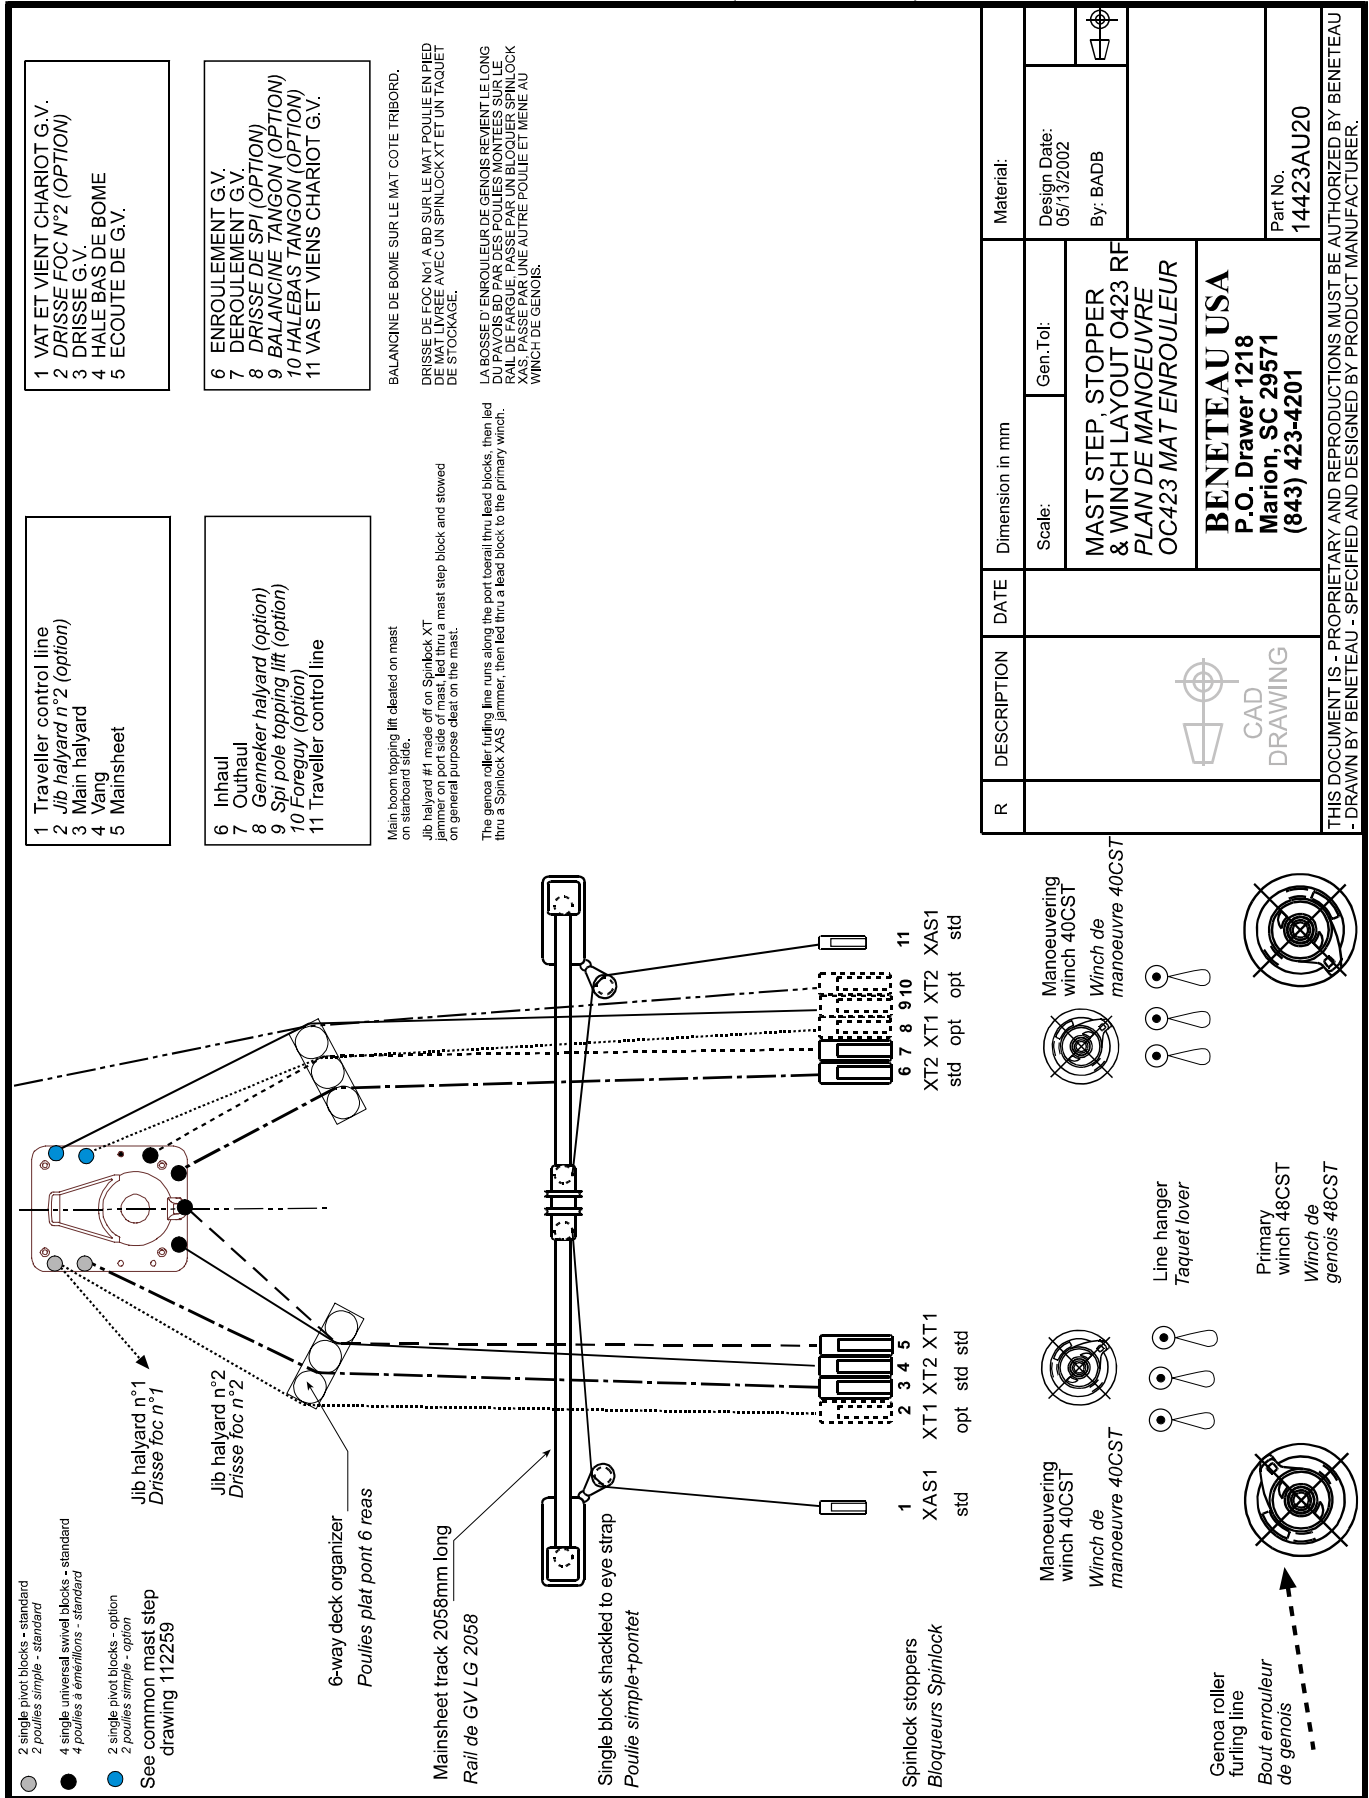 2 single pivot blocks - standard
2 poulies simple - standard
4 single universal swivel blocks - standard
4 poulies à émérillons - standard
2 single pivot blocks - option
2 poulies simple - option
See common mast step
drawing 112259
Jib halyard n°1
Drisse foc n°1
Jib halyard n°2
Drisse foc n°2
6-way deck organizer
Poulies plat pont 6 reas
Mainsheet track 2058mm long
Rail de GV LG 2058
Single block shackled to eye strap
Poulie simple+pontet
Spinlock stoppers
Bloqueurs Spinlock
1 2 3 4 5 6 7 8 9 10 11
XAS1 XT1 XT2 XT1 XT2 XT1 XT2 XAS1
std opt std std std opt opt std
Manoeuvering
winch 40CST
Winch de
manoeuvre 40CST
Manoeuvering
winch 40CST
Winch de
manoeuvre 40CST
Line hanger
Taquet lover
Primary
winch 48CST
Winch de
genois 48CST
Genoa roller
furling line
Bout enrouleur
de genois
1 Traveller control line
2 Jib halyard n°2 (option)
3 Main halyard
4 Vang
5 Mainsheet
6 Inhaul
7 Outhaul
8 Genneker halyard (option)
9 Spi pole topping lift (option)
10 Foreguy (option)
11 Traveller control line
Main boom topping lift cleated on mast
on starboard side.
Jib halyard #1 made off on Spinlock XT
jammer on port side of mast, led thru a mast step block and stowed
on general purpose cleat on the mast.
The genoa roller furling line runs along the port toerail thru lead blocks, then led
thru a Spinlock XAS jammer, then led thru a lead block to the primary winch.
1 VAT ET VIENT CHARIOT G.V.
2 DRISSE FOC N°2 (OPTION)
3 DRISSE G.V.
4 HALE BAS DE BOME
5 ECOUTE DE G.V.
6 ENROULEMENT G.V.
7 DEROULEMENT G.V.
8 DRISSE DE SPI (OPTION)
9 BALANCINE TANGON (OPTION)
10 HALEBAS TANGON (OPTION)
11 VAS ET VIENS CHARIOT G.V.
BALANCINE DE BOME SUR LE MAT COTE TRIBORD.
DRISSE DE FOC No1 A BD SUR LE MAT POULIE EN PIED
DE MAT LIVREE AVEC UN SPINLOCK XT ET UN TAQUET
DE STOCKAGE.
LA BOSSE D' ENROULEUR DE GENOIS REVIENT LE LONG
DU PAVOIS BD PAR DES POULIES MONTEES SUR LE
RAIL DE FARGUE, PASSE PAR UN BLOQUER SPINLOCK
XAS, PASSE PAR UNE AUTRE POULIE ET MENE AU
WINCH DE GENOIS.
R DESCRIPTION DATE
CAD
DRAWING
Dimension in mm
Material:
Scale:
Gen.Tol:
Design Date:
05/13/2002
By: BADB
MAST STEP, STOPPER
& WINCH LAYOUT O423 RF
PLAN DE MANOEUVRE
OC423 MAT ENROULEUR
BENETEAU USA
P.O. Drawer 1218
Marion, SC 29571
(843) 423-4201
Part No.
14423AU20
THIS DOCUMENT IS - PROPRIETARY AND REPRODUCTIONS MUST BE AUTHORIZED BY BENETEAU
- DRAWN BY BENETEAU - SPECIFIED AND DESIGNED BY PRODUCT MANUFACTURER.